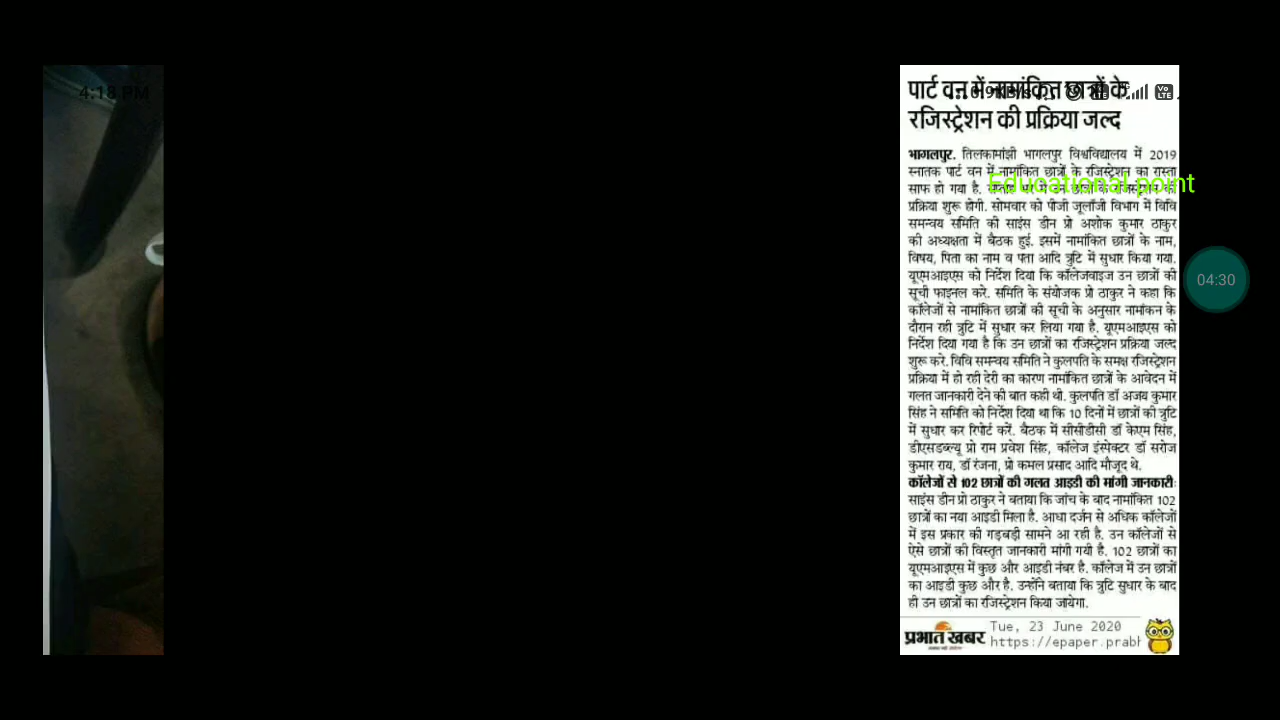 4:18 PM
पार्ट वन में नामांकित छात्रों के
रजिस्ट्रेशन की प्रक्रिया जल्द
भागलपुर. तिलकामांझी भागलपुर विश्वविद्यालय में 2019
स्नातक पार्ट वन में नामांकित छात्रों के रजिस्ट्रेशन का रास्ता
Educational point
साफ हो गया है.
प्रक्रिया शुरू होगी. सोमवार को पीजी जूलॉजी विभाग में विवि
समन्वय समिति की साइंस डीन प्रो अशोक कुमार ठाकुर
की अध्यक्षता में बैठक हुई. इसमें नामांकित छात्रों के नाम,
विषय, पिता का नाम व पता आदि त्रुटि में सुधार किया गया.
यूएमआइएस को निर्देश दिया कि कॉलेजवाइज उन छात्रों की
04:30
सूची फाइनल करे. समिति के संयोजक प्रो ठाकुर ने कहा कि
कॉलेजों से नामांकित छात्रों की सूची के अनुसार नामांकन के
दौरान रही त्रुटि में सुधार कर लिया गया है. यूएमआइएस को
निर्देश दिया गया है कि उन छात्रों का रजिस्ट्रेशन प्रक्रिया जल्द
शुरू करे. विवि समन्वय समिति ने कुलपति के समक्ष रजिस्ट्रेशन
प्रक्रिया में हो रही देरी का कारण नामांकित छात्रों के आवेदन में
गलत जानकारी देने की बात कही थी. कुलपति डॉ अजय कुमार
सिंह ने समिति को निर्देश दिया था कि 10 दिनों में छात्रों की त्रुटि
में सुधार कर रिपोर्ट करें. बैठक में सीसीडीसी डॉ केएम सिंह,
डीएसडब्ल्यू प्रो राम प्रवेश सिंह, कॉलेज इंस्पेक्टर डॉ सरोज
कुमार राय, डॉ रंजना, प्रो कमल प्रसाद आदि मौजूद थे.
कॉलेजों से 102 छात्रों की गलत आइडी की मांगी जानकारी:
साइंस डीन प्रो ठाकुर ने बताया कि जांच के बाद नामांकित 102
छात्रों का नया आइडी मिला है. आधा दर्जन से अधिक कॉलेजों
में इस प्रकार की गड़बड़ी सामने आ रही है. उन कॉलेजों से
ऐसे छात्रों की विस्तृत जानकारी मांगी गयी है. 102 छात्रों का
यूएमआइएस में कुछ और आइडी नंबर है. कॉलेज में उन छात्रों
का आइडी कुछ और है. उन्होंने बताया कि त्रुटि सुधार के बाद
ही उन छात्रों का रजिस्ट्रेशन किया जायेगा.
प्रभात खबर
Tue, 23 June 2020
https://epaper.prabh